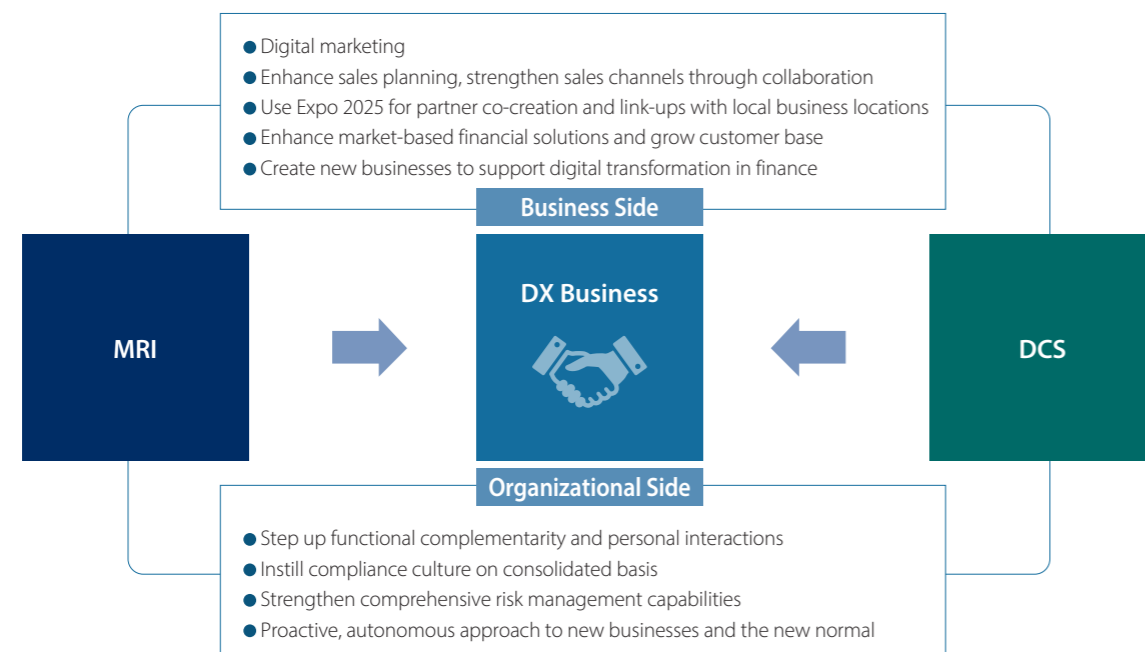 ● Digital marketing
● Enhance sales planning, strengthen sales channels through collaboration
● Use Expo 2025 for partner co-creation and link-ups with local business locations
● Enhance market-based financial solutions and grow customer base
● Create new businesses to support digital transformation in finance
Business Side
MRI
DX Business
DCS
Organizational Side
● Step up functional complementarity and personal interactions
● Instill compliance culture on consolidated basis
● Strengthen comprehensive risk management capabilities
● Proactive, autonomous approach to new businesses and the new normal